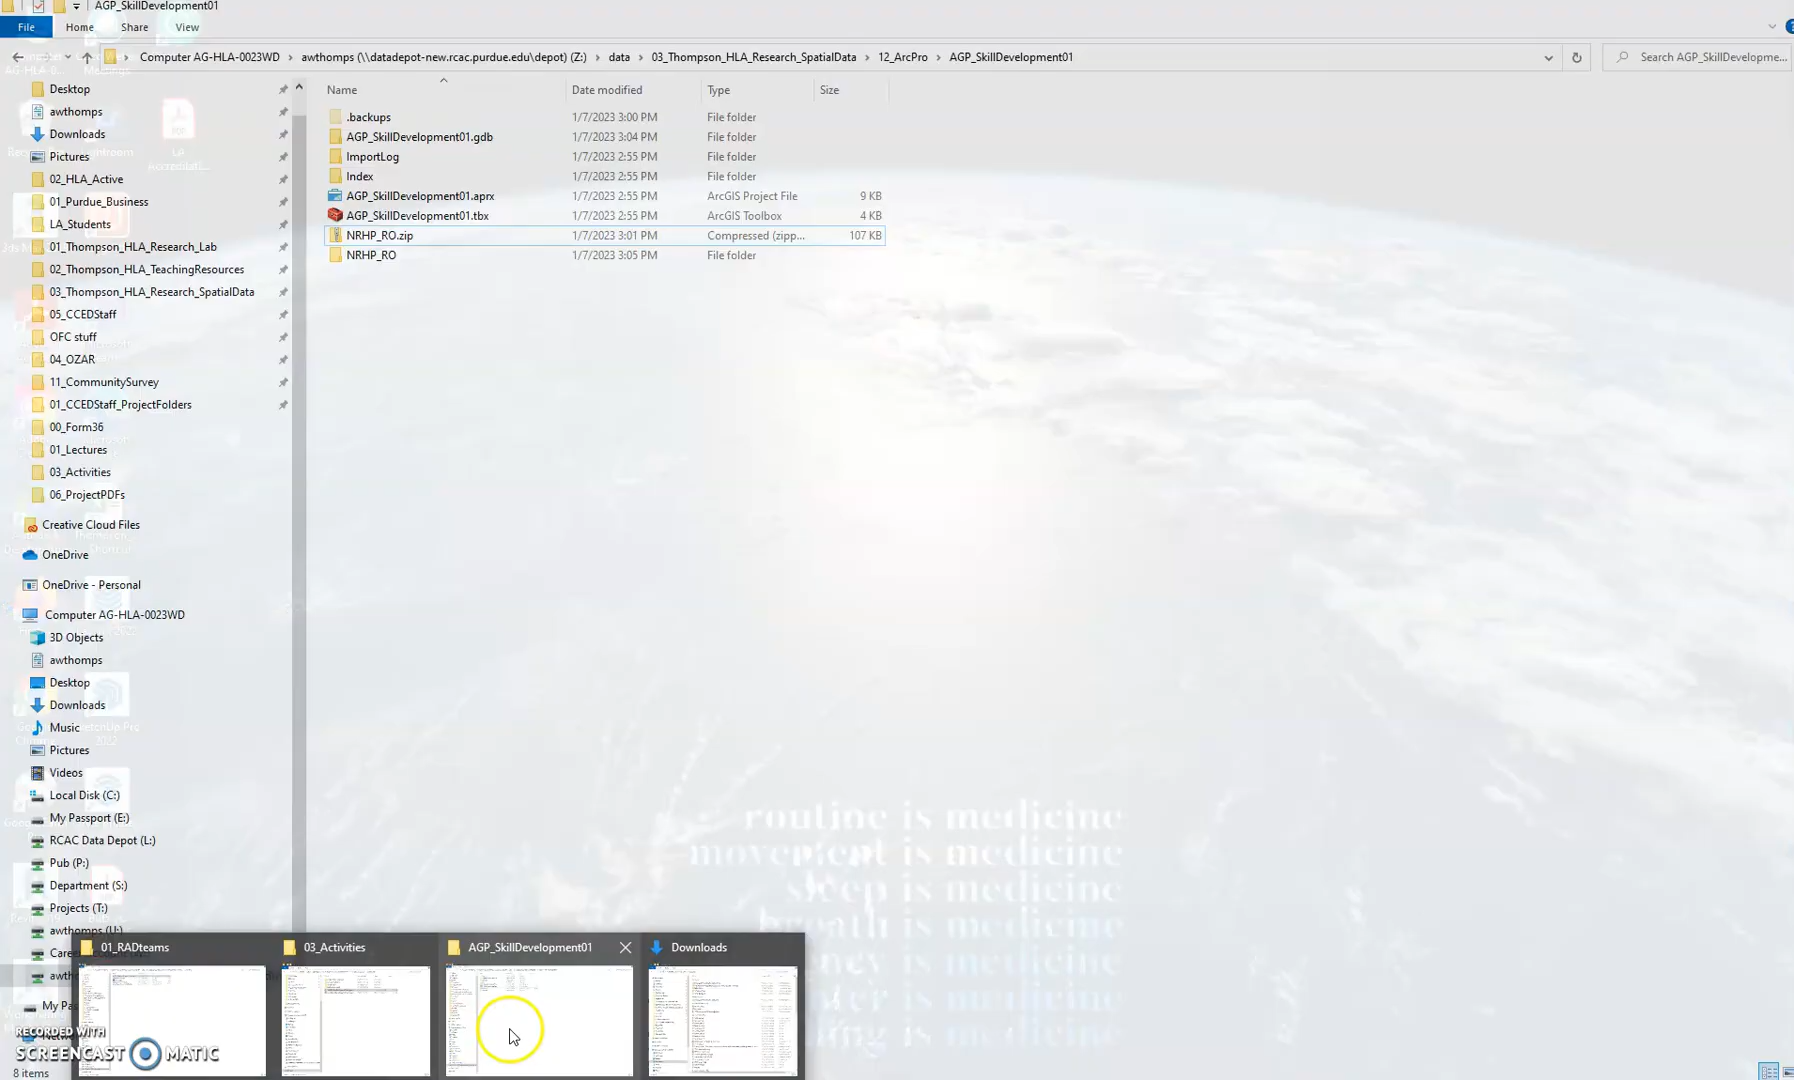 AGP_SkillDevelopment01
File Home Share View
Computer AG-HLA-0023WD › awthomps (\\datadepot-new.rcac.purdue.edu\depot) (Z:) › data › 03_Thompson_HLA_Research_SpatialData › 12_ArcPro › AGP_SkillDevelopment01
Search AGP_SkillDevelopme...
Name Date modified Type Size
.backups 1/7/2023 3:00 PM File folder
AGP_SkillDevelopment01.gdb 1/7/2023 3:04 PM File folder
ImportLog 1/7/2023 2:55 PM File folder
Index 1/7/2023 2:55 PM File folder
AGP_SkillDevelopment01.aprx 1/7/2023 2:55 PM ArcGIS Project File 9 KB
AGP_SkillDevelopment01.tbx 1/7/2023 2:55 PM ArcGIS Toolbox 4 KB
NRHP_RO.zip 1/7/2023 3:01 PM Compressed (zipp... 107 KB
NRHP_RO 1/7/2023 3:05 PM File folder
Desktop
awthomps
Downloads
Pictures
02_HLA_Active
01_Purdue_Business
LA_Students
01_Thompson_HLA_Research_Lab
02_Thompson_HLA_TeachingResources
03_Thompson_HLA_Research_SpatialData
05_CCEDStaff
OFC stuff
04_OZAR
11_CommunitySurvey
01_CCEDStaff_ProjectFolders
00_Form36
01_Lectures
03_Activities
06_ProjectPDFs
Creative Cloud Files
OneDrive
OneDrive - Personal
Computer AG-HLA-0023WD
3D Objects
awthomps
Desktop
Downloads
Music
Pictures
Videos
Local Disk (C:)
My Passport (E:)
RCAC Data Depot (L:)
Pub (P:)
Department (S:)
Projects (T:)
awthomps (U:)
routine is medicine
movement is medicine
sleep is medicine
breath is medicine
is medicine
01_RADteams
03_Activities
AGP_SkillDevelopment01
Downloads
RECORDED WITH
SCREENCAST MATIC
8 items